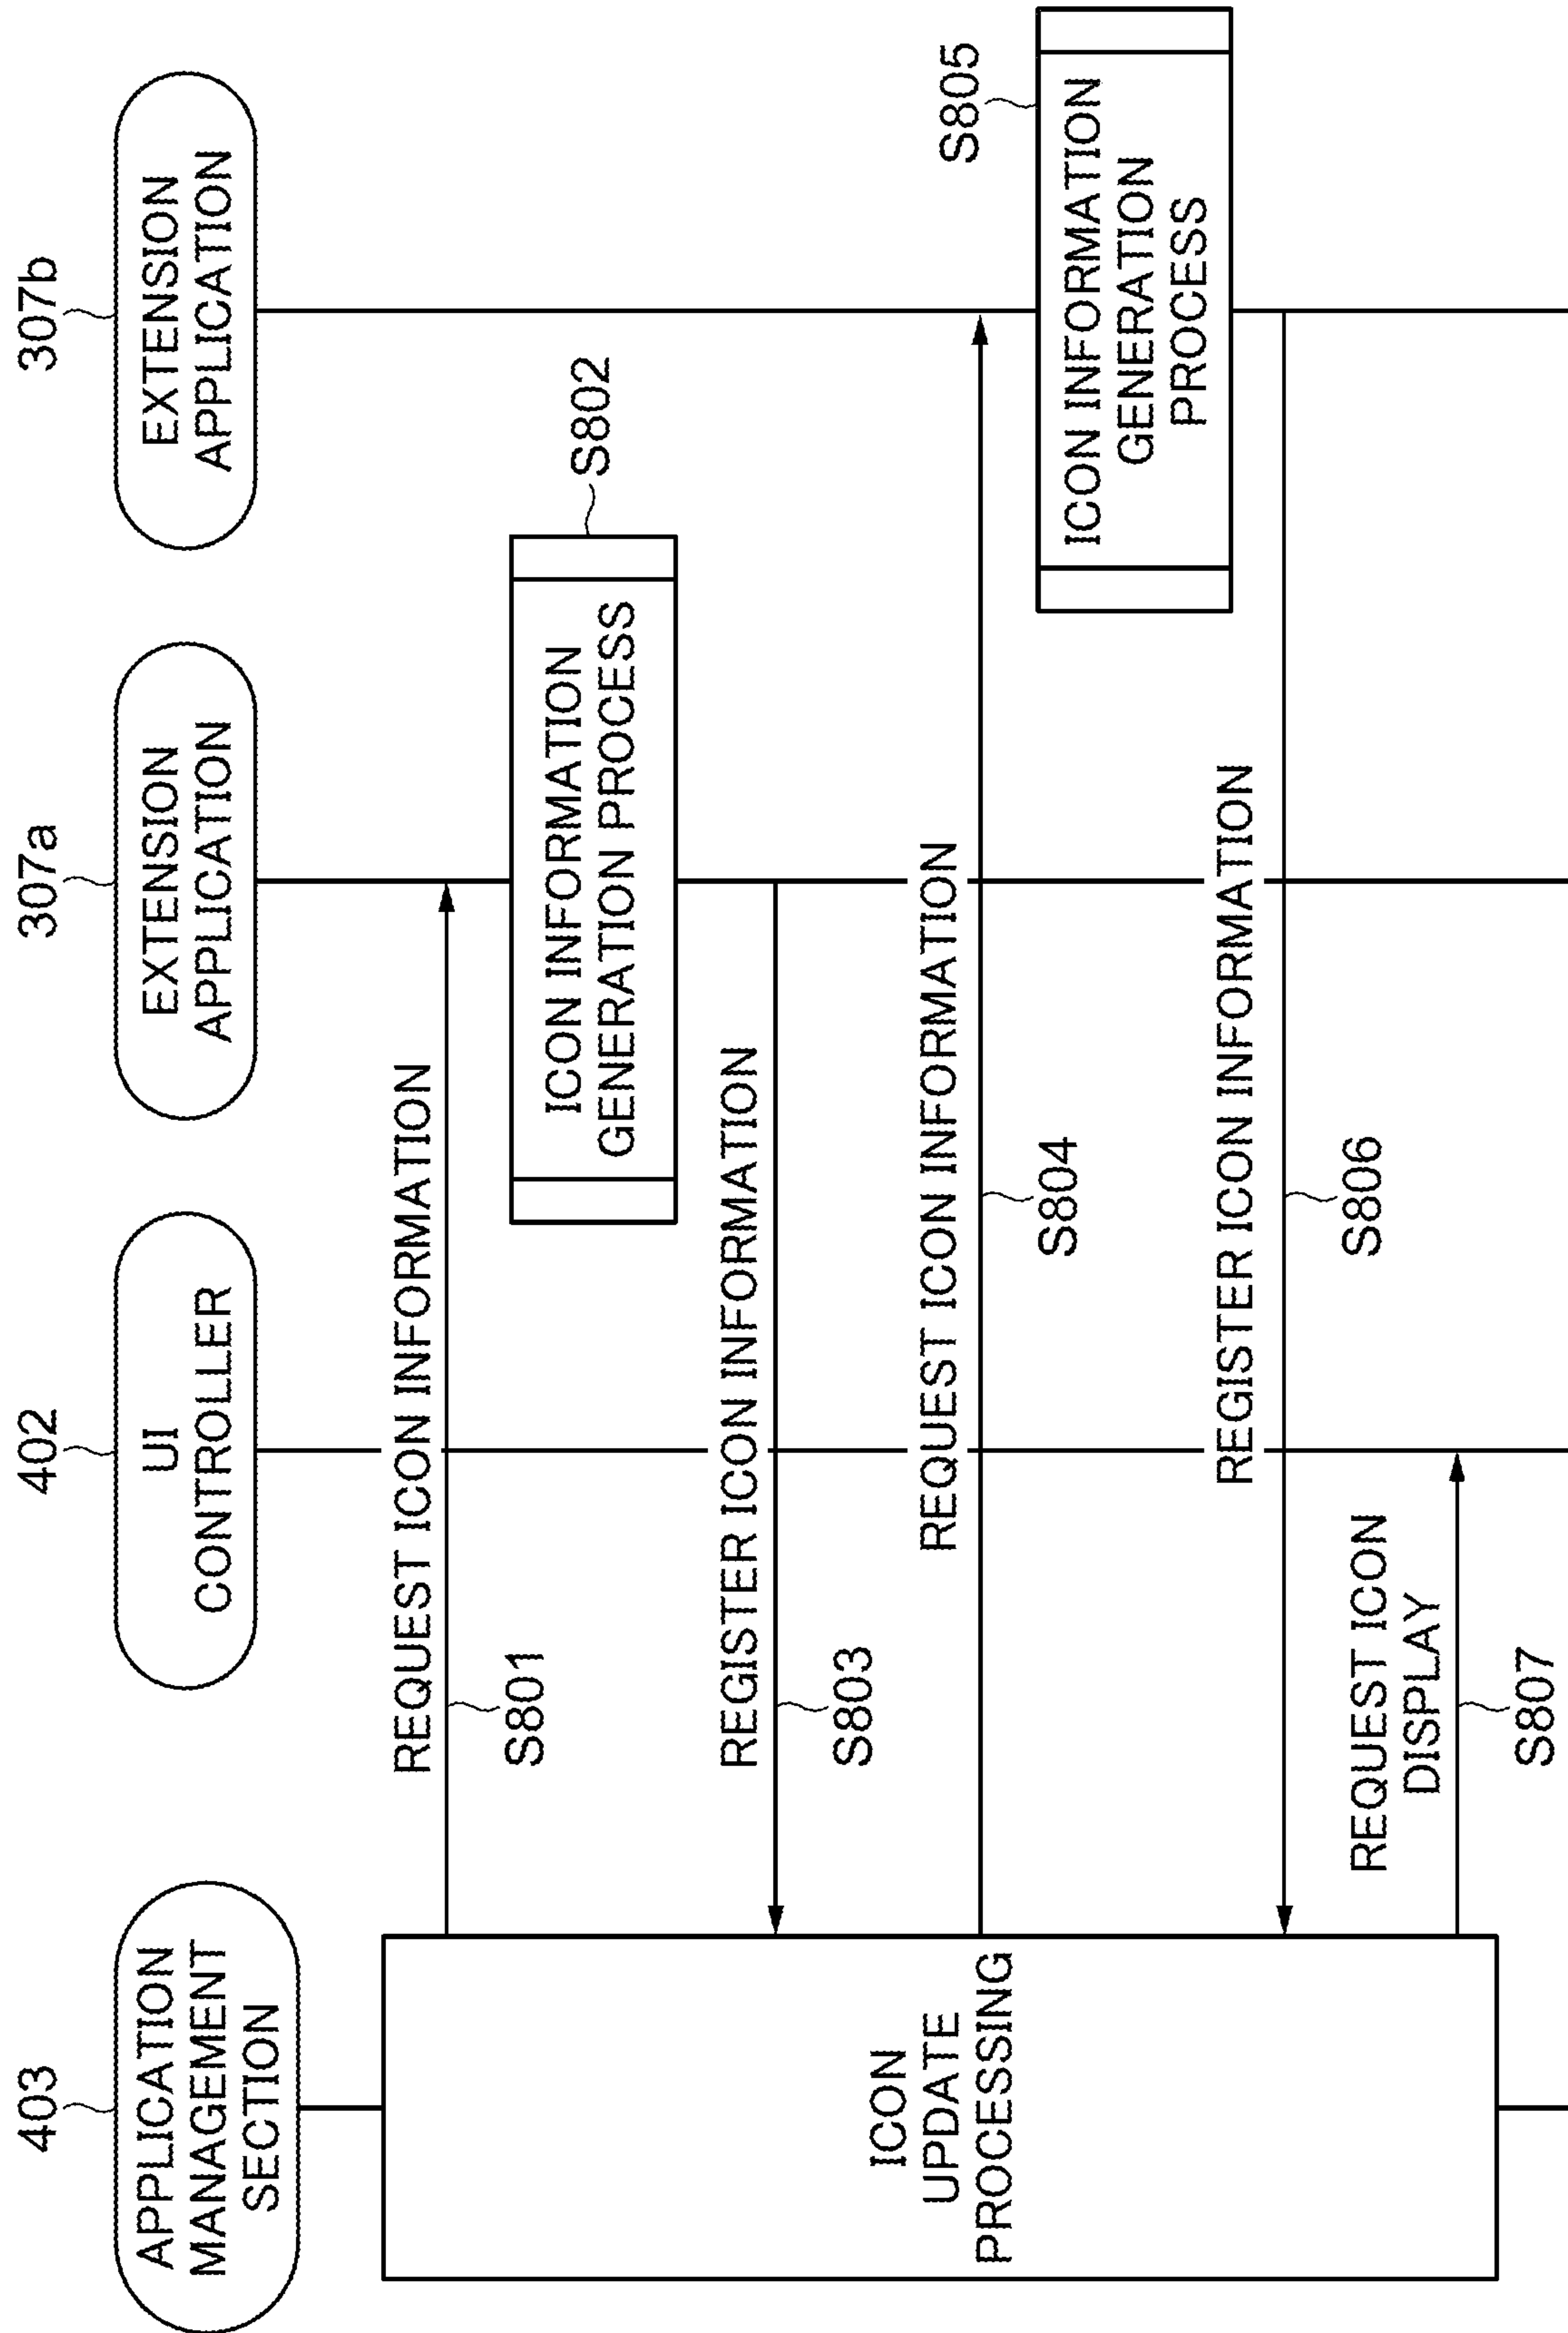 403
APPLICATION
MANAGEMENT
SECTION
402
UI
CONTROLLER
307a
EXTENSION
APPLICATION
307b
EXTENSION
APPLICATION
ICON
UPDATE
PROCESSING
REQUEST ICON INFORMATION
S801
ICON INFORMATION
GENERATION PROCESS
S802
REGISTER ICON INFORMATION
S803
REQUEST ICON INFORMATION
S804
ICON INFORMATION
GENERATION
PROCESS
S805
REGISTER ICON INFORMATION
S806
REQUEST ICON
DISPLAY
S807